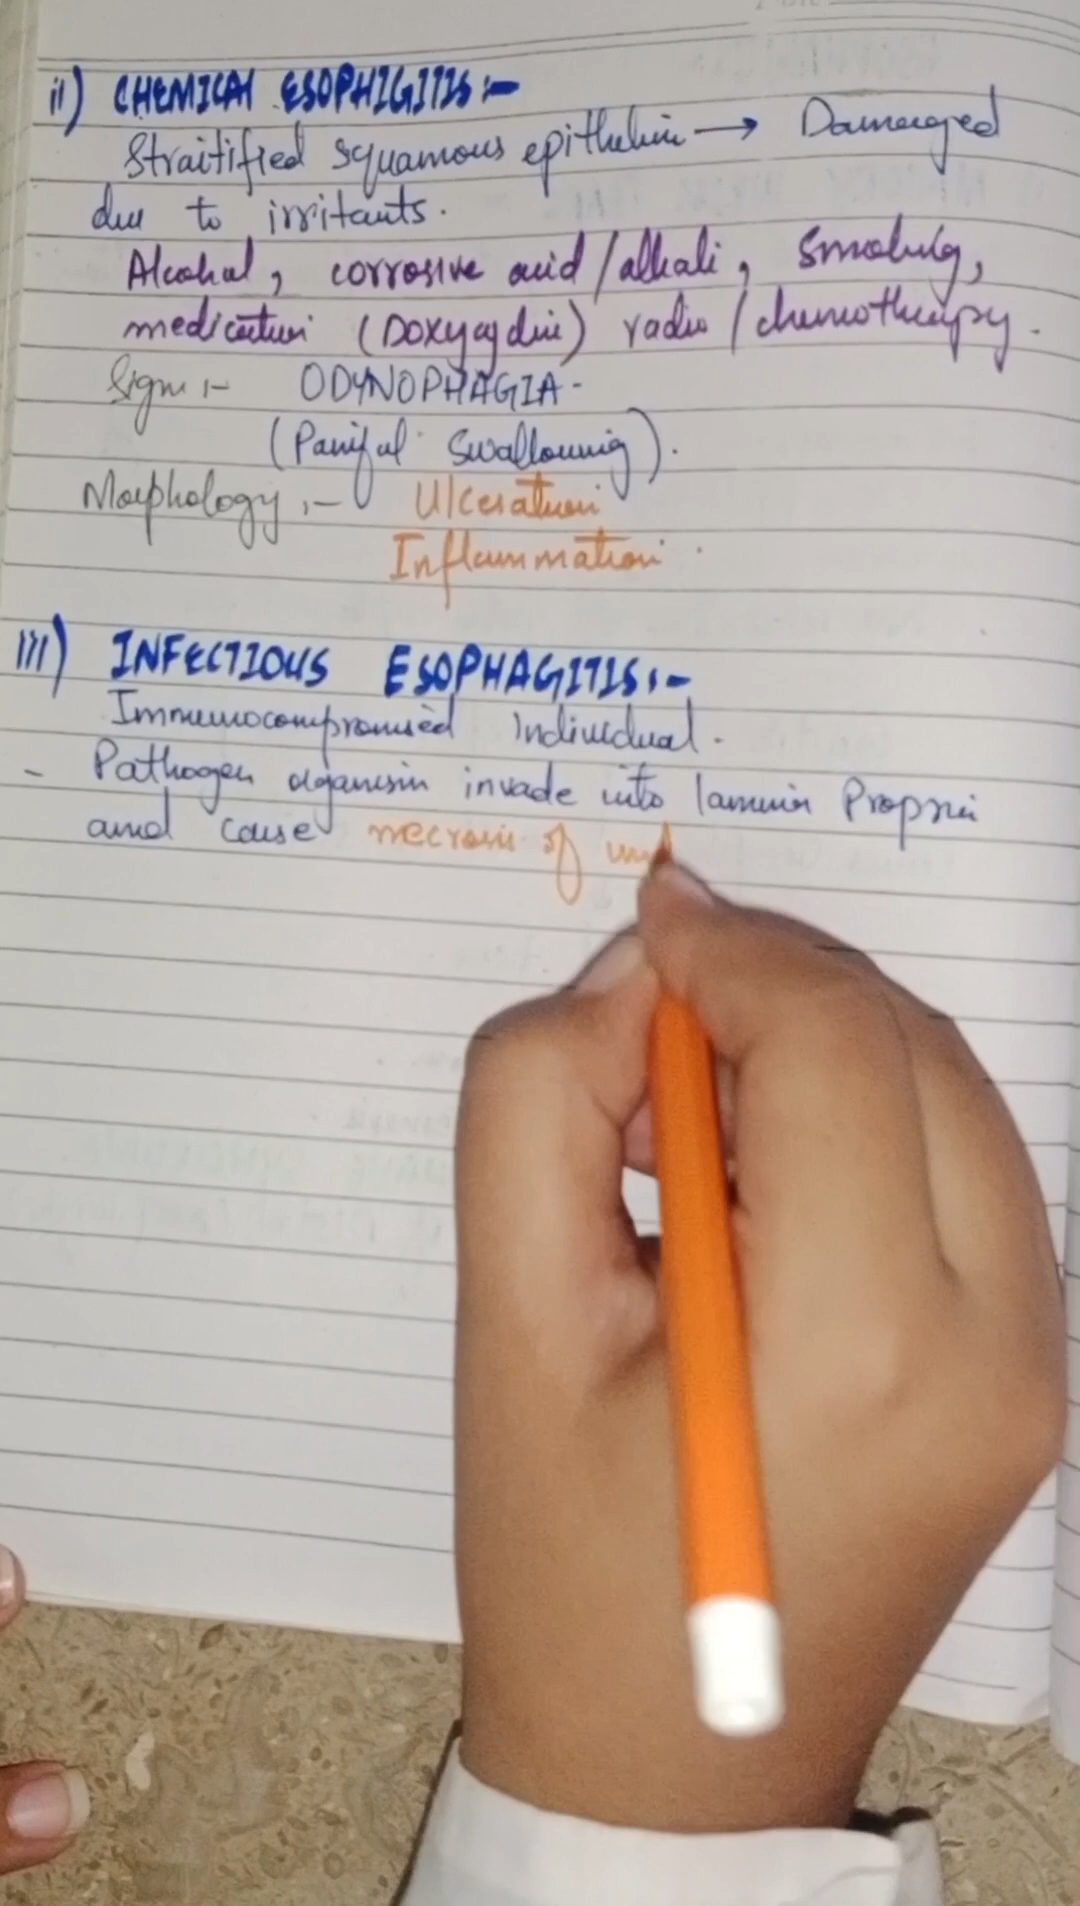 ii) CHEMICAL ESOPHIGITIS:-
Straitified squamous epithelium → Damaged
due to irritants.
Alcohal, corrosive acid/alkali, Smoking,
medication (Doxycycline) radio/chemotherapy.
Sign:- ODYNOPHAGIA-
(Painful Swallowing).
Morphology:- Ulceration
Inflammation.
iii) INFECTIOUS ESOPHAGITIS:-
Immunocompromised Individual.
- Pathogen organism invade into lamina Propria
and cause necrosis of